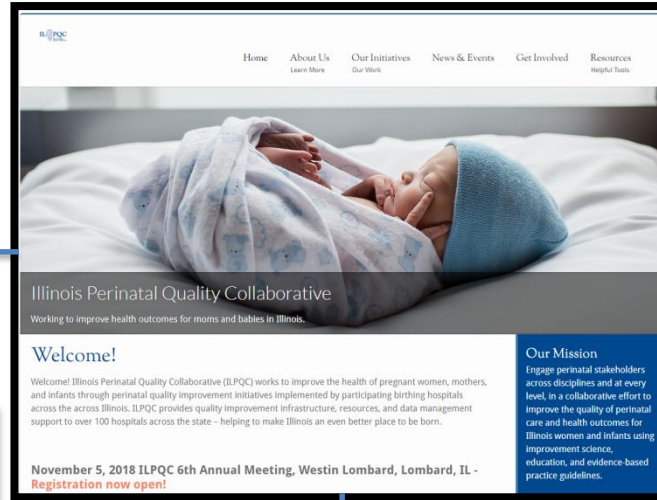 ILPQC
Home About Us Our Initiatives News & Events Get Involved Resources
Learn More Our Work Helpful Tools
Illinois Perinatal Quality Collaborative
Working to improve health outcomes for moms and babies in Illinois.
Welcome!
Welcome! Illinois Perinatal Quality Collaborative (ILPQC) works to improve the health of pregnant women, mothers,
and infants through perinatal quality improvement initiatives implemented by participating birthing hospitals
across the across Illinois. ILPQC provides quality improvement infrastructure, resources, and data management
support to over 100 hospitals across the state – helping to make Illinois an even better place to be born.
November 5, 2018 ILPQC 6th Annual Meeting, Westin Lombard, Lombard, IL -
Registration now open!
Our Mission
Engage perinatal stakeholders
across disciplines and at every
level, in a collaborative effort to
improve the quality of perinatal
care and health outcomes for
Illinois women and infants using
improvement science,
education, and evidence-based
practice guidelines.